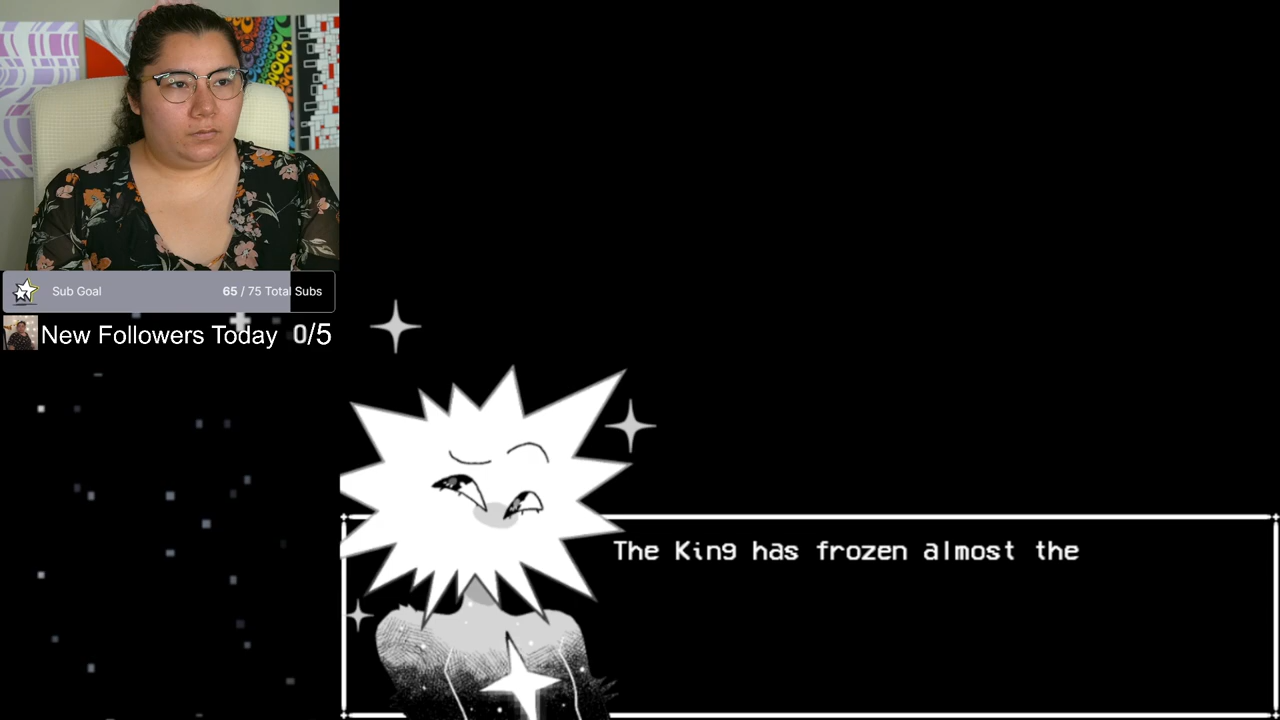 Sub Goal 65 / 75 Total Subs
New Followers Today 0/5
The King has frozen almost the